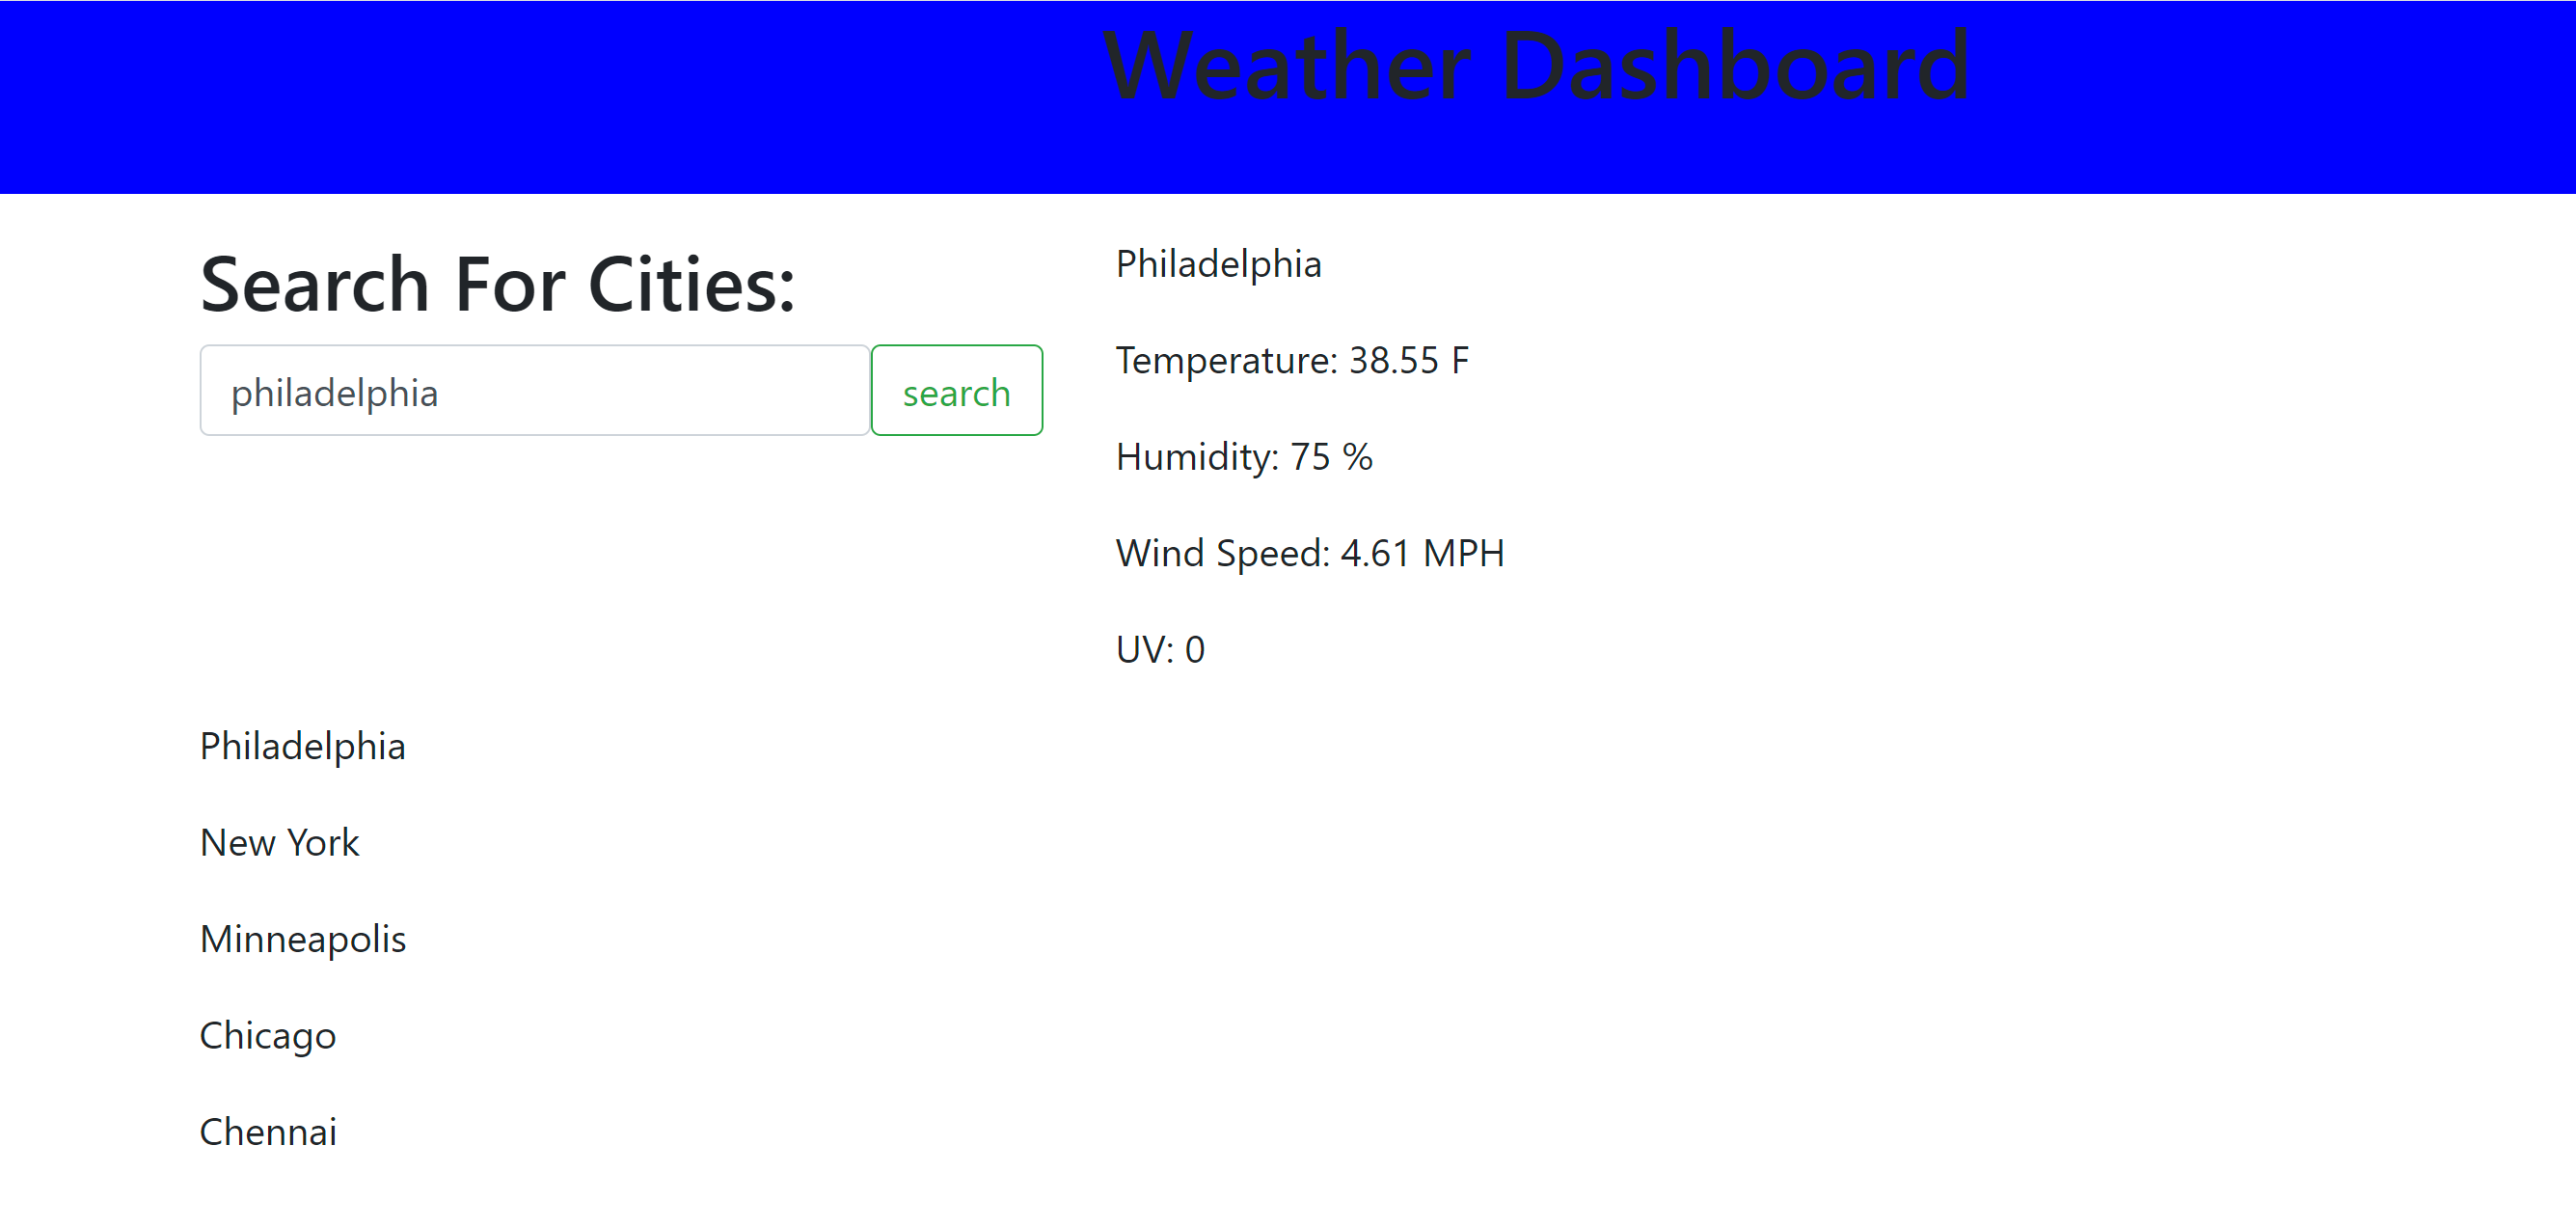 Weather Dashboard
Search For Cities:
philadelphia
search
Philadelphia
Temperature: 38.55 F
Humidity: 75 %
Wind Speed: 4.61 MPH
UV: 0
Philadelphia
New York
Minneapolis
Chicago
Chennai